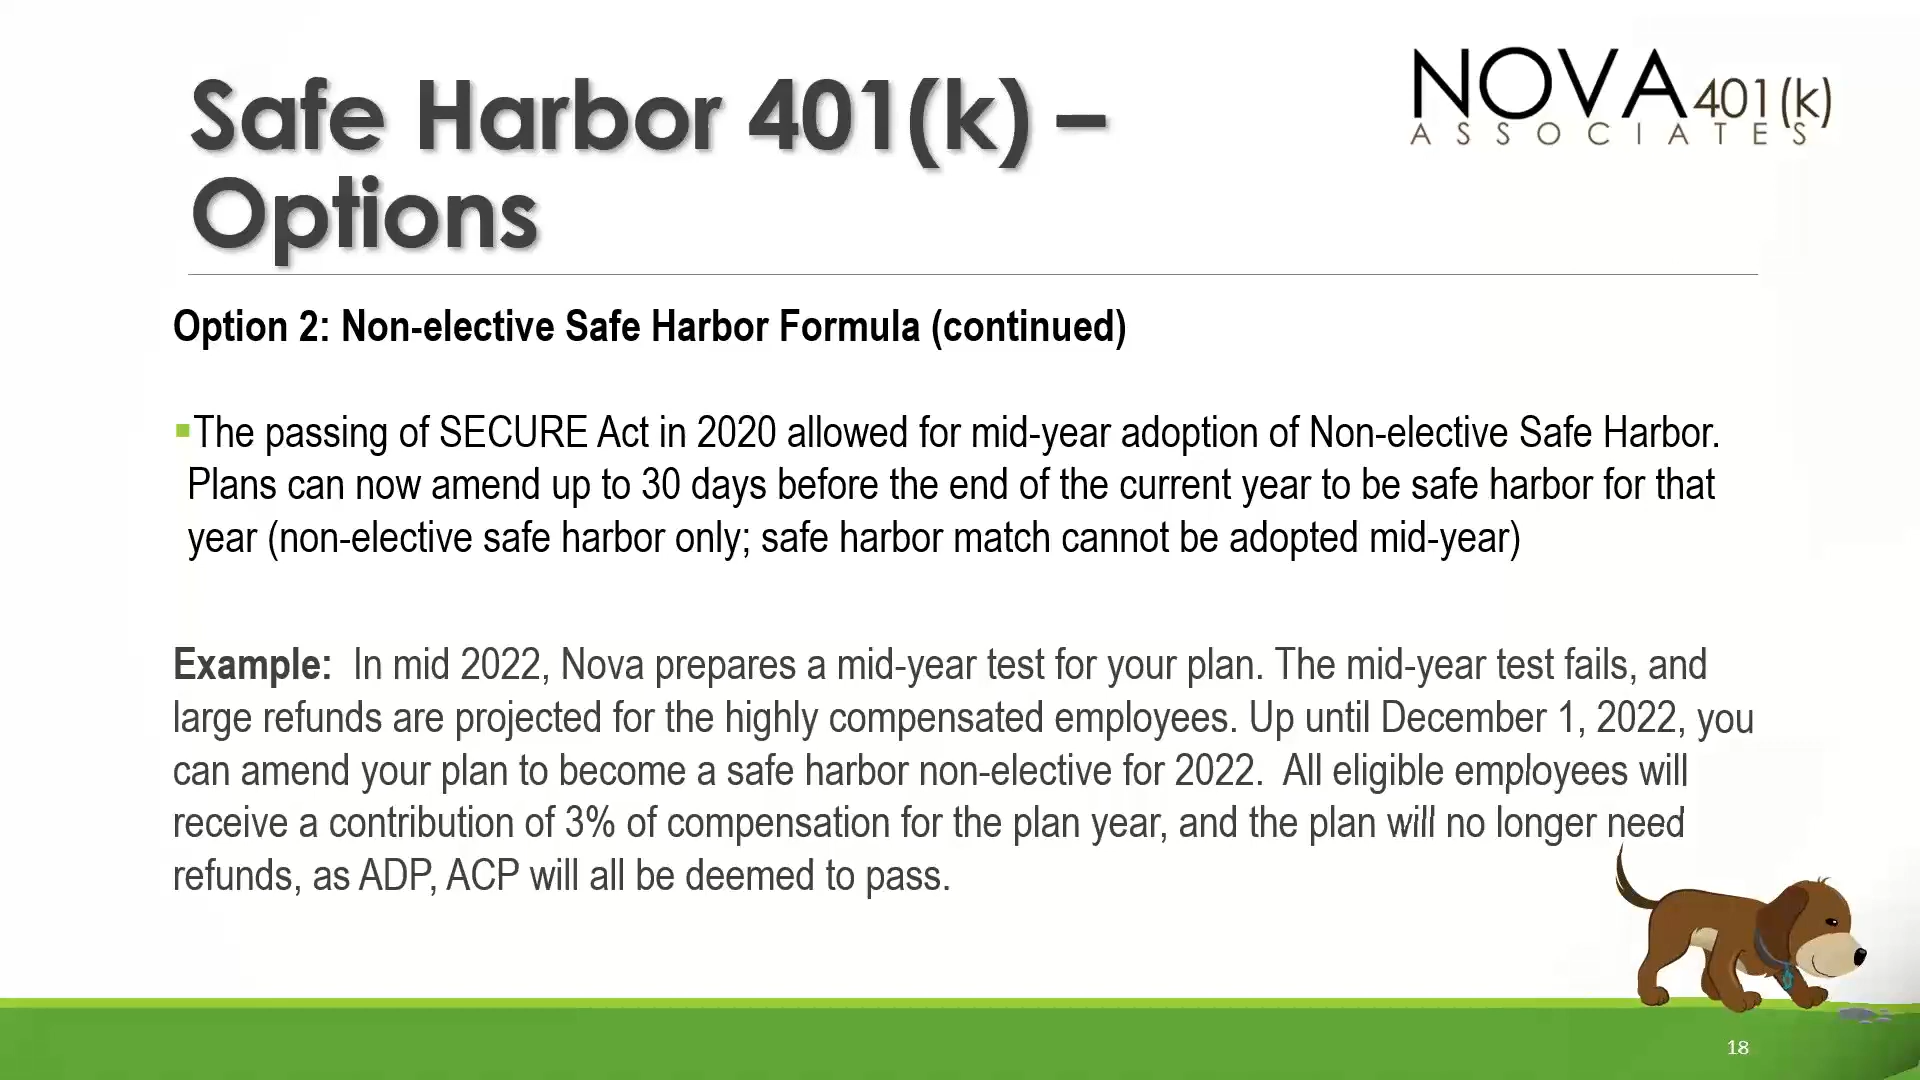 Safe Harbor 401(k) –
Options
NOVA 401(k)
ASSOCIATES
Option 2: Non-elective Safe Harbor Formula (continued)
▪The passing of SECURE Act in 2020 allowed for mid-year adoption of Non-elective Safe Harbor.
Plans can now amend up to 30 days before the end of the current year to be safe harbor for that
year (non-elective safe harbor only; safe harbor match cannot be adopted mid-year)
Example: In mid 2022, Nova prepares a mid-year test for your plan. The mid-year test fails, and
large refunds are projected for the highly compensated employees. Up until December 1, 2022, you
can amend your plan to become a safe harbor non-elective for 2022. All eligible employees will
receive a contribution of 3% of compensation for the plan year, and the plan will no longer need
refunds, as ADP, ACP will all be deemed to pass.
18